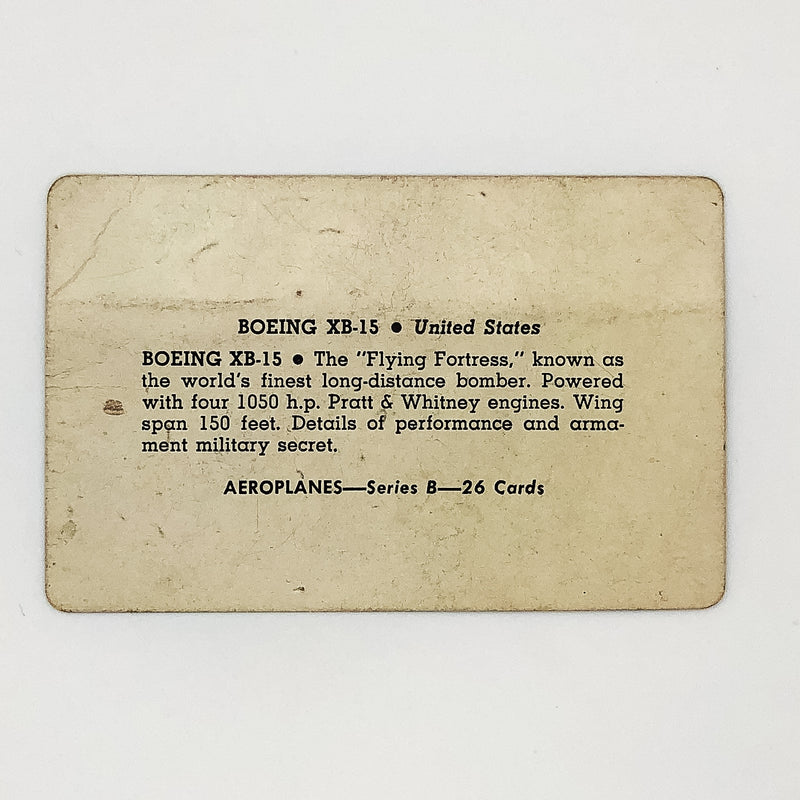 BOEING XB-15 ● United States
BOEING XB-15 ● The "Flying Fortress," known as
the world's finest long-distance bomber. Powered
with four 1050 h.p. Pratt & Whitney engines. Wing
span 150 feet. Details of performance and arma-
ment military secret.
AEROPLANES—Series B—26 Cards